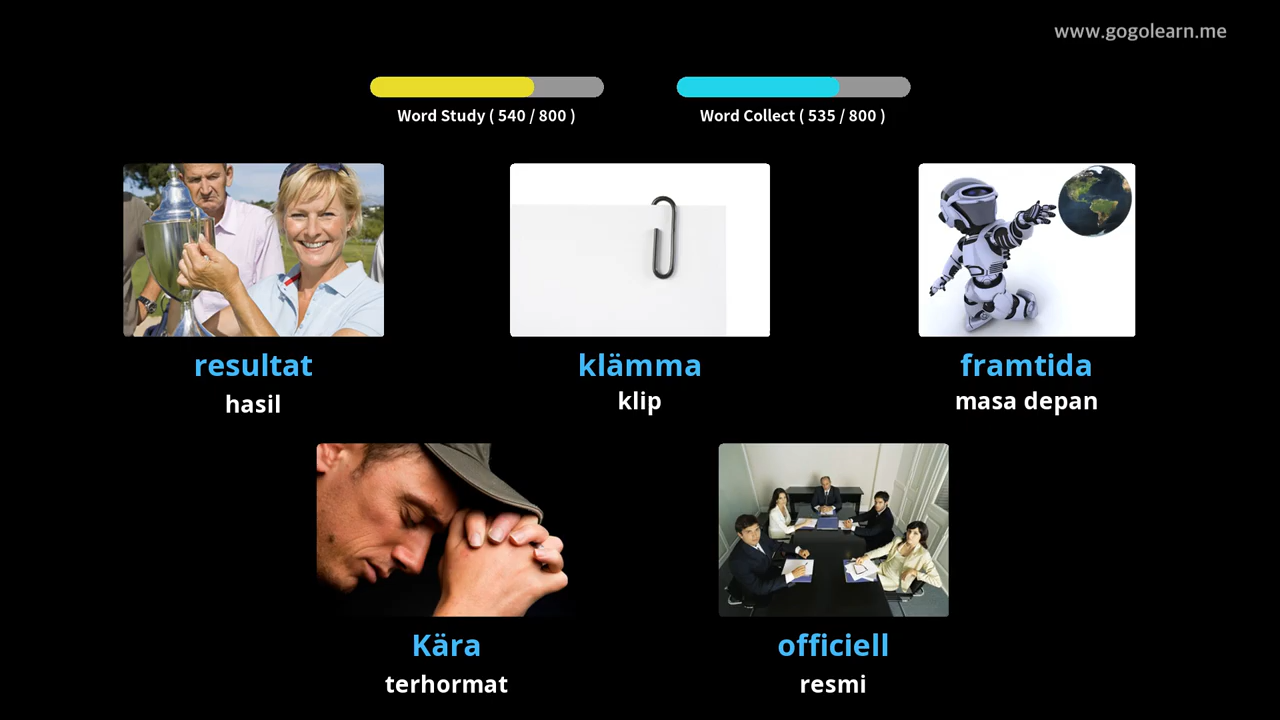 www.gogolearn.me
Word Study ( 540 / 800 )
Word Collect ( 535 / 800 )
resultat
hasil
klämma
klip
framtida
masa depan
Kära
terhormat
officiell
resmi